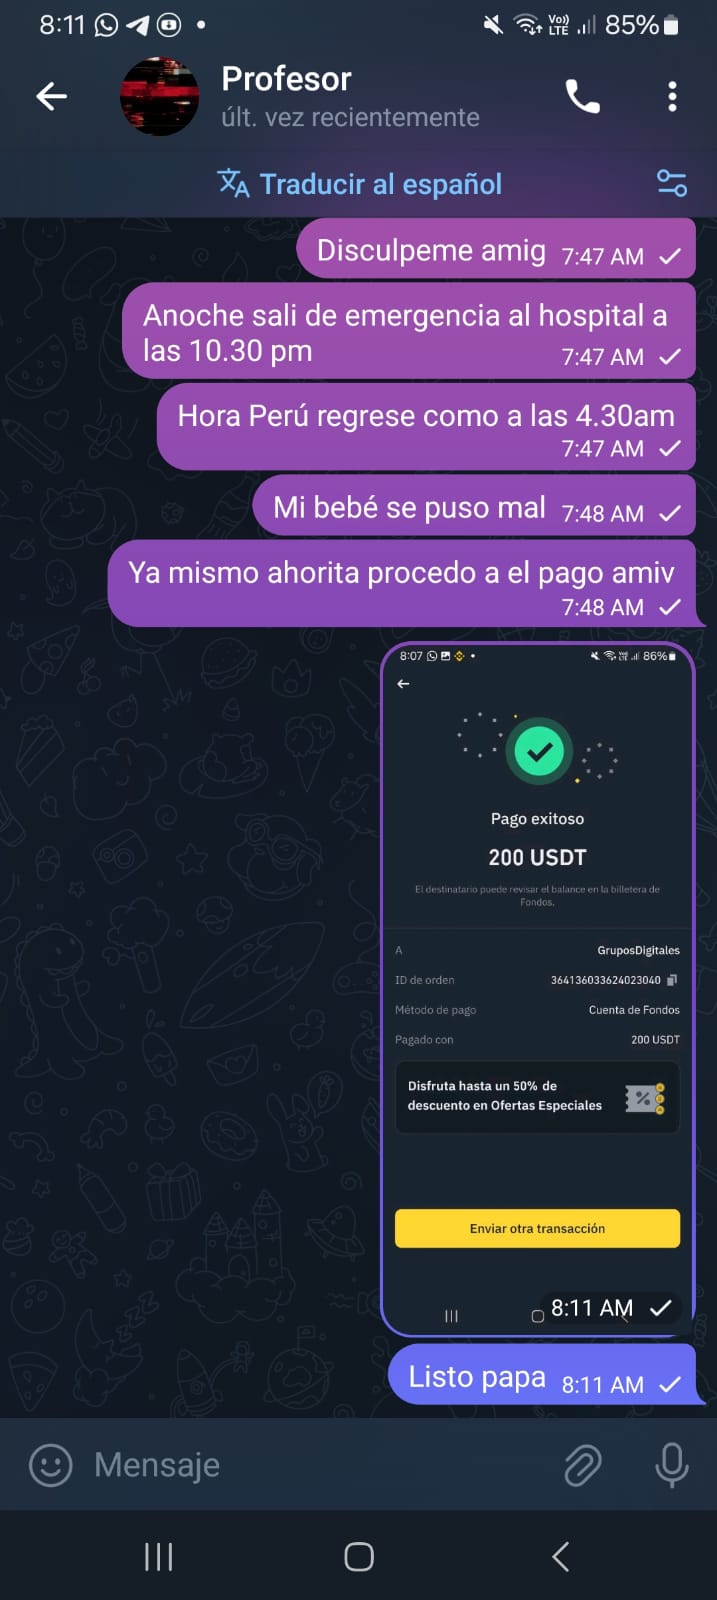 8:11
Vo)) LTE 85%
Profesor
últ. vez recientemente
Traducir al español
Disculpeme amig 7:47 AM
Anoche sali de emergencia al hospital a
las 10.30 pm 7:47 AM
Hora Perú regrese como a las 4.30am
7:47 AM
Mi bebé se puso mal 7:48 AM
Ya mismo ahorita procedo a el pago amiv
7:48 AM
8:07 86%
Pago exitoso
200 USDT
El destinatario puede revisar el balance en la billetera de
Fondos.
A GruposDigitales
ID de orden 364136033624023040
Método de pago Cuenta de Fondos
Pagado con 200 USDT
Disfruta hasta un 50% de
descuento en Ofertas Especiales
Enviar otra transacción
8:11 AM
Listo papa 8:11 AM
Mensaje